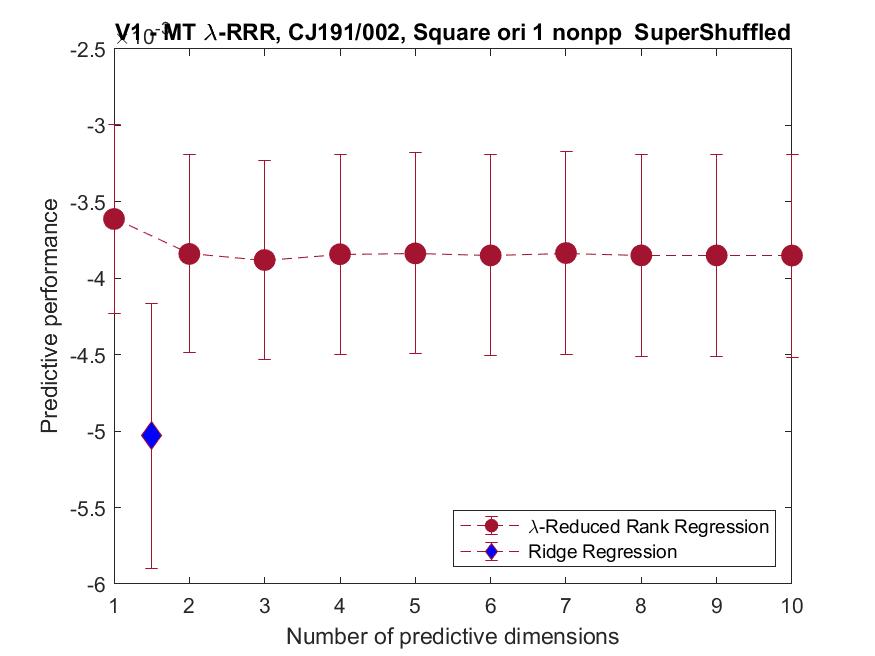 V1 - MT λ-RRR, CJ191/002, Square ori 1 nonpp SuperShuffled
×10⁻³
-2.5
-3
-3.5
-4
-4.5
-5
-5.5
-6
Predictive performance
λ-Reduced Rank Regression
Ridge Regression
1 2 3 4 5 6 7 8 9 10
Number of predictive dimensions